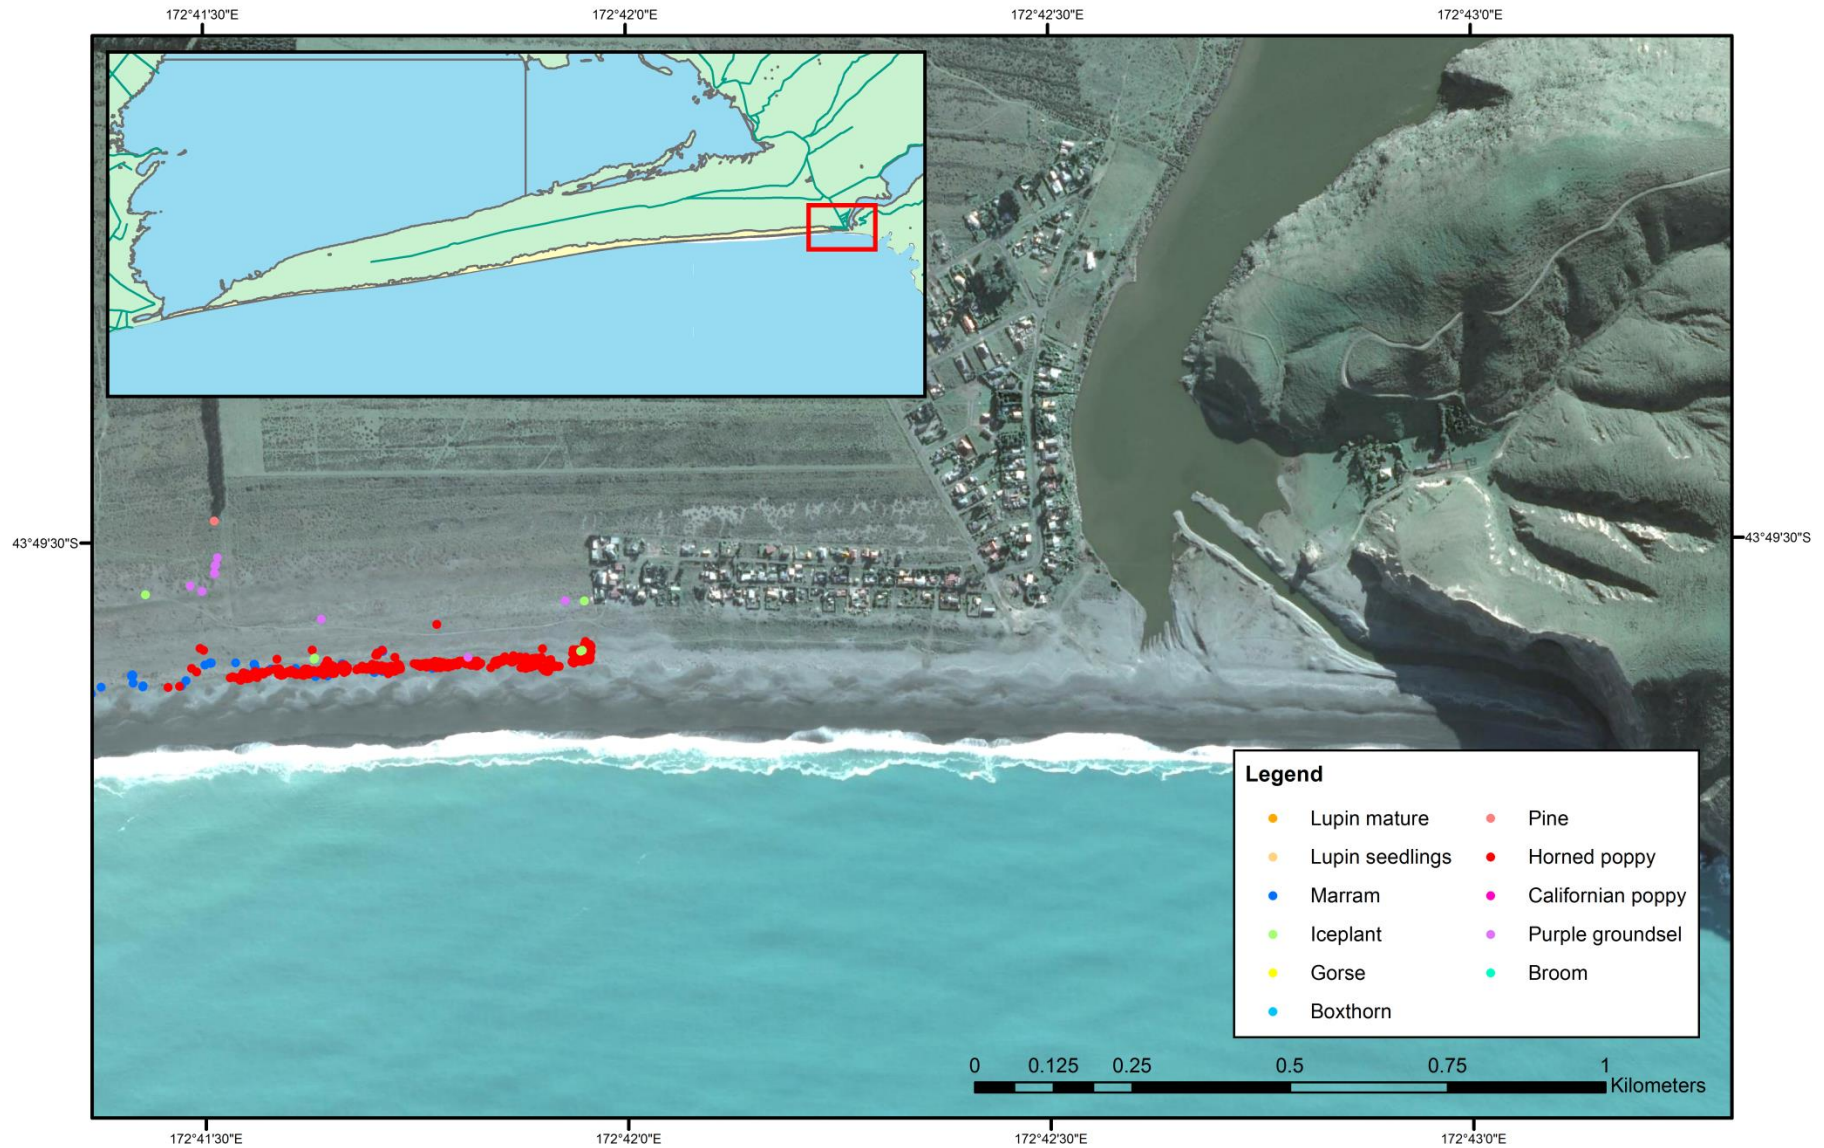 172°41'30"E 172°42'0"E 172°42'30"E 172°43'0"E
43°49'30"S 43°49'30"S
Legend
Lupin mature Pine
Lupin seedlings Horned poppy
Marram Californian poppy
Iceplant Purple groundsel
Gorse Broom
Boxthorn
0 0.125 0.25 0.5 0.75 1
Kilometers
172°41'30"E 172°42'0"E 172°42'30"E 172°43'0"E